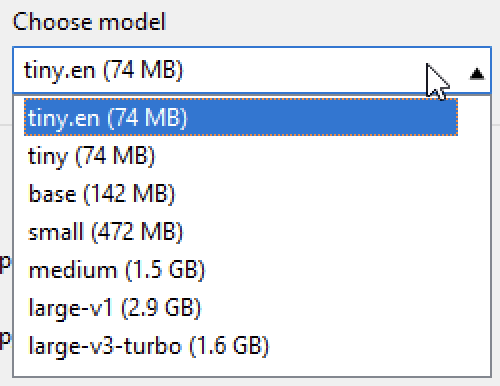 Choose model
tiny.en (74 MB)
tiny.en (74 MB)
tiny (74 MB)
base (142 MB)
small (472 MB)
p
medium (1.5 GB)
large-v1 (2.9 GB)
p
large-v3-turbo (1.6 GB)